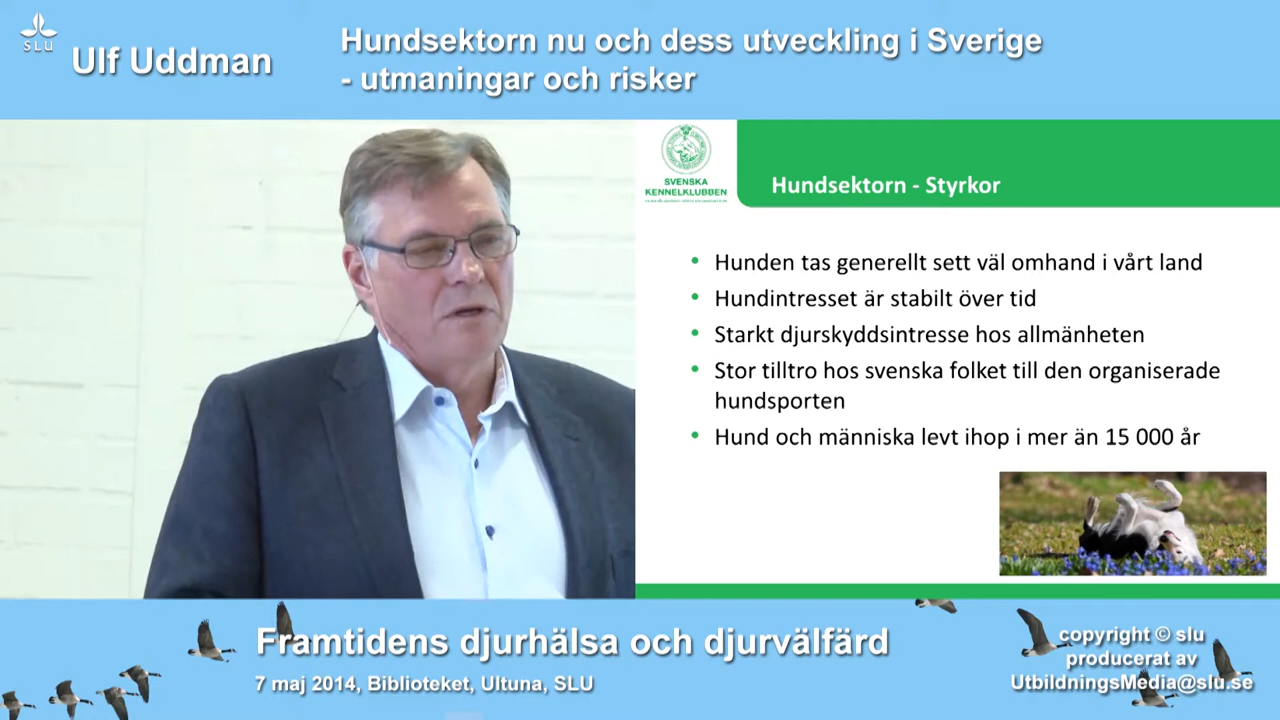 SLU
Ulf Uddman
Hundsektorn nu och dess utveckling i Sverige
- utmaningar och risker
SVENSKA
KENNELKLUBBEN
Hundsektorn - Styrkor
• Hunden tas generellt sett väl omhand i vårt land
• Hundintresset är stabilt över tid
• Starkt djurskyddsintresse hos allmänheten
• Stor tilltro hos svenska folket till den organiserade
hundsporten
• Hund och människa levt ihop i mer än 15 000 år
Framtidens djurhälsa och djurvälfärd
7 maj 2014, Biblioteket, Ultuna, SLU
copyright © slu
producerat av
UtbildningsMedia@slu.se